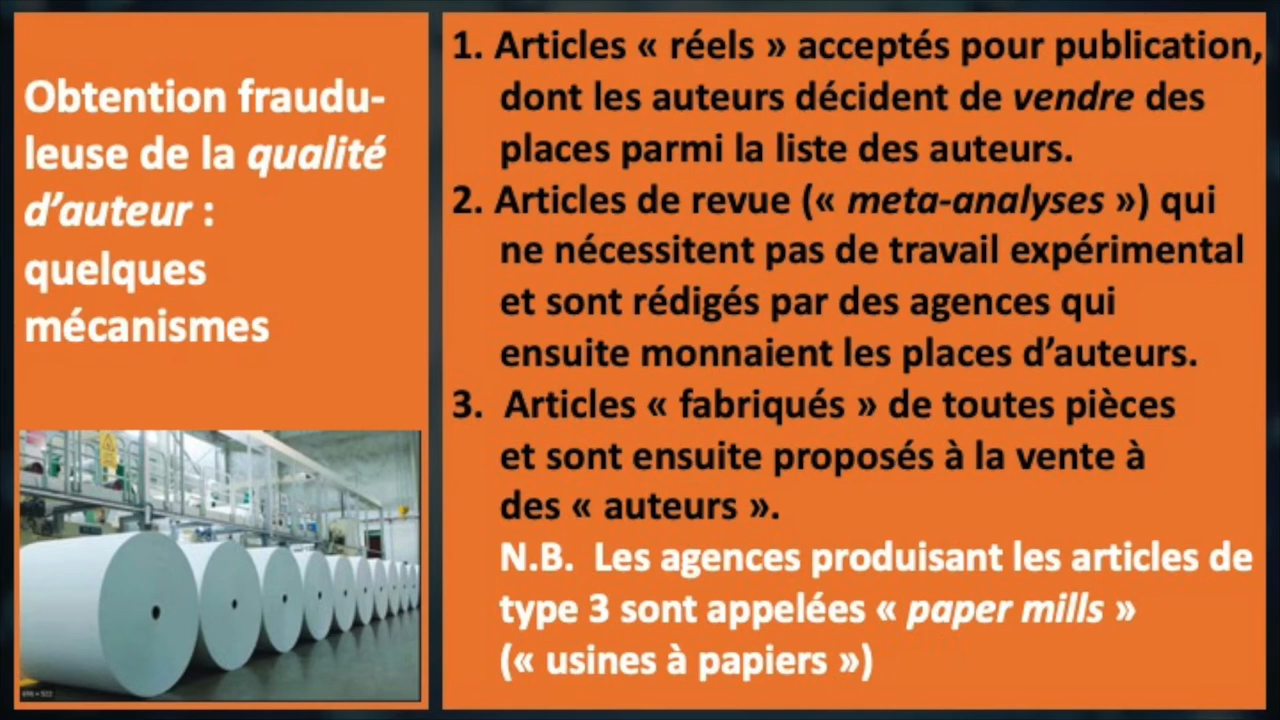 Obtention fraudu-
leuse de la qualité
d’auteur :
quelques
mécanismes
1. Articles « réels » acceptés pour publication,
dont les auteurs décident de vendre des
places parmi la liste des auteurs.
2. Articles de revue (« meta-analyses ») qui
ne nécessitent pas de travail expérimental
et sont rédigés par des agences qui
ensuite monnaient les places d’auteurs.
3. Articles « fabriqués » de toutes pièces
et sont ensuite proposés à la vente à
des « auteurs ».
N.B. Les agences produisant les articles de
type 3 sont appelées « paper mills »
(« usines à papiers »)